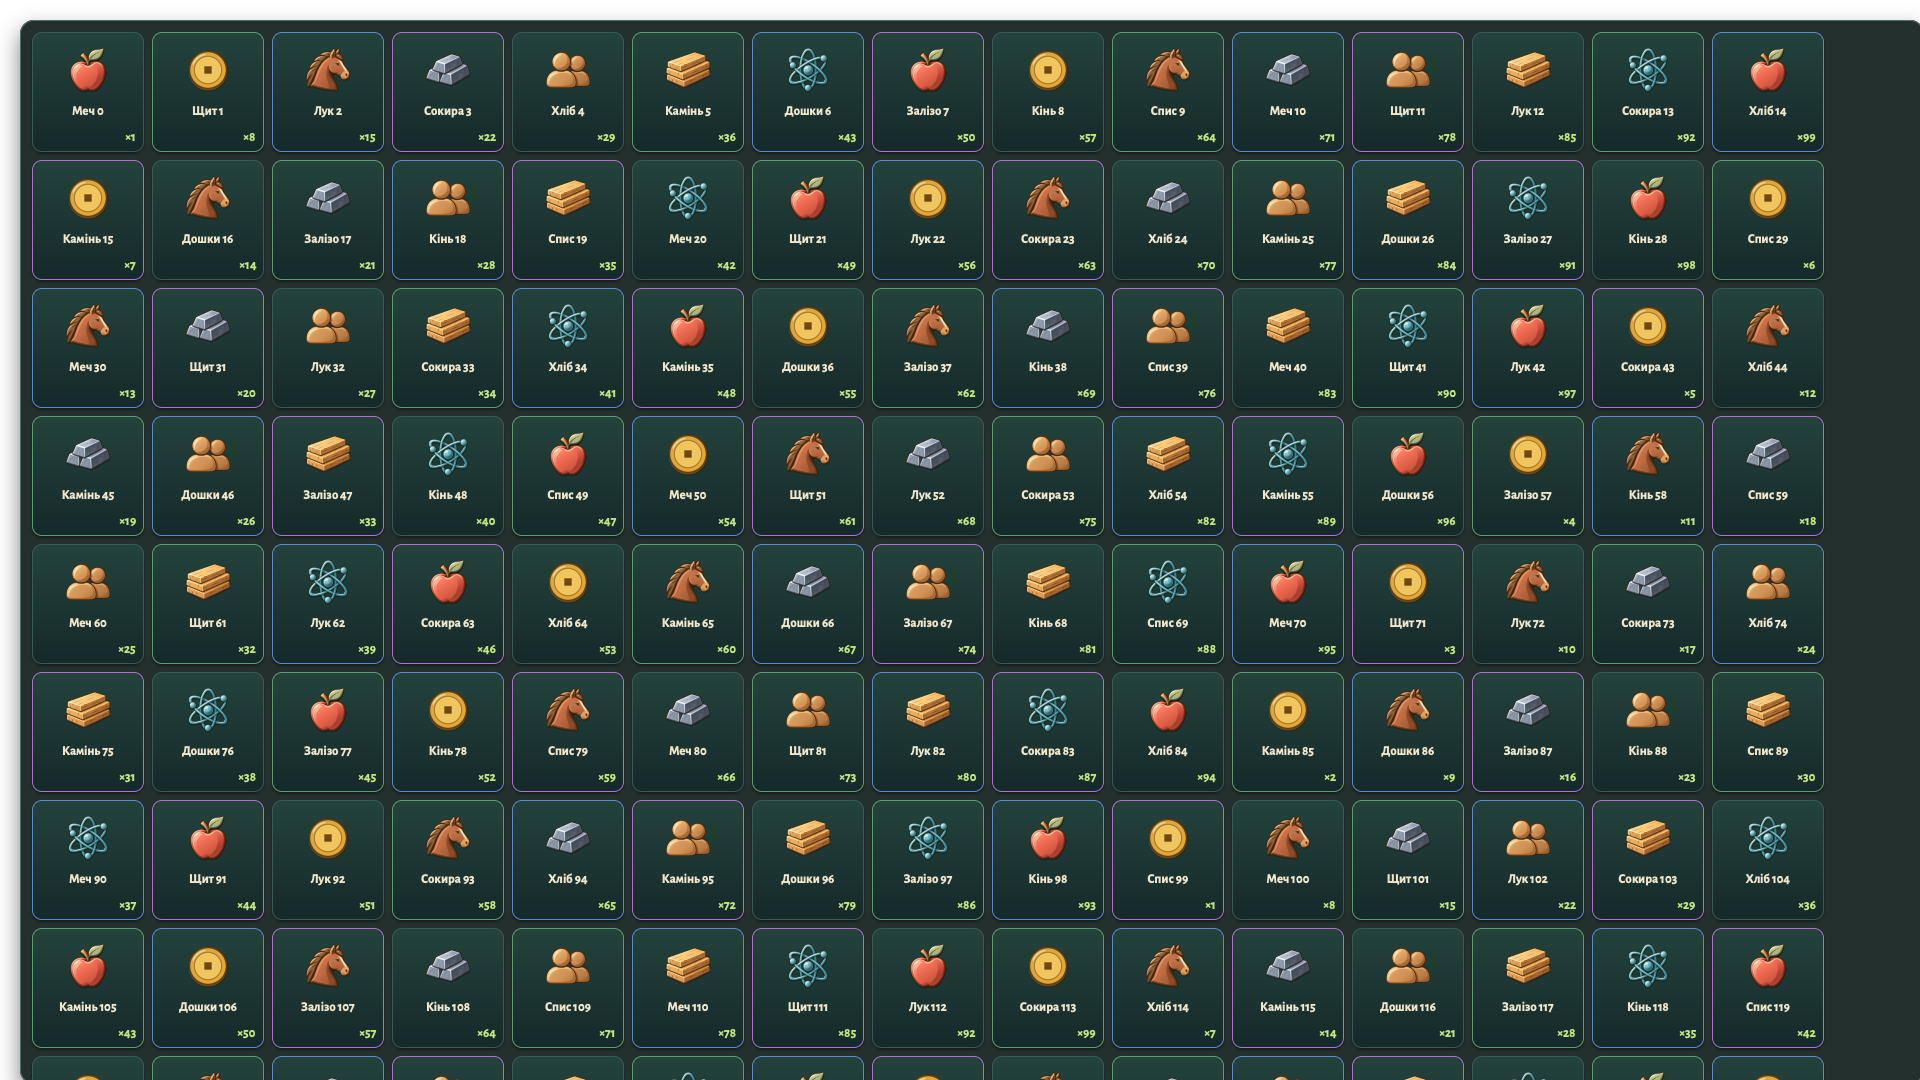 Меч 0 Щит 1 Лук 2 Сокира 3 Хліб 4 Камінь 5 Дошки 6 Залізо 7 Кінь 8 Спис 9 Меч 10 Щит 11 Лук 12 Сокира 13 Хліб 14
×1 ×8 ×15 ×22 ×29 ×36 ×43 ×50 ×57 ×64 ×71 ×78 ×85 ×92 ×99
Камінь 15 Дошки 16 Залізо 17 Кінь 18 Спис 19 Меч 20 Щит 21 Лук 22 Сокира 23 Хліб 24 Камінь 25 Дошки 26 Залізо 27 Кінь 28 Спис 29
×7 ×14 ×21 ×28 ×35 ×42 ×49 ×56 ×63 ×70 ×77 ×84 ×91 ×98 ×6
Меч 30 Щит 31 Лук 32 Сокира 33 Хліб 34 Камінь 35 Дошки 36 Залізо 37 Кінь 38 Спис 39 Меч 40 Щит 41 Лук 42 Сокира 43 Хліб 44
×13 ×20 ×27 ×34 ×41 ×48 ×55 ×62 ×69 ×76 ×83 ×90 ×97 ×5 ×12
Камінь 45 Дошки 46 Залізо 47 Кінь 48 Спис 49 Меч 50 Щит 51 Лук 52 Сокира 53 Хліб 54 Камінь 55 Дошки 56 Залізо 57 Кінь 58 Спис 59
×19 ×26 ×33 ×40 ×47 ×54 ×61 ×68 ×75 ×82 ×89 ×96 ×4 ×11 ×18
Меч 60 Щит 61 Лук 62 Сокира 63 Хліб 64 Камінь 65 Дошки 66 Залізо 67 Кінь 68 Спис 69 Меч 70 Щит 71 Лук 72 Сокира 73 Хліб 74
×25 ×32 ×39 ×46 ×53 ×60 ×67 ×74 ×81 ×88 ×95 ×3 ×10 ×17 ×24
Камінь 75 Дошки 76 Залізо 77 Кінь 78 Спис 79 Меч 80 Щит 81 Лук 82 Сокира 83 Хліб 84 Камінь 85 Дошки 86 Залізо 87 Кінь 88 Спис 89
×31 ×38 ×45 ×52 ×59 ×66 ×73 ×80 ×87 ×94 ×2 ×9 ×16 ×23 ×30
Меч 90 Щит 91 Лук 92 Сокира 93 Хліб 94 Камінь 95 Дошки 96 Залізо 97 Кінь 98 Спис 99 Меч 100 Щит 101 Лук 102 Сокира 103 Хліб 104
×37 ×44 ×51 ×58 ×65 ×72 ×79 ×86 ×93 ×1 ×8 ×15 ×22 ×29 ×36
Камінь 105 Дошки 106 Залізо 107 Кінь 108 Спис 109 Меч 110 Щит 111 Лук 112 Сокира 113 Хліб 114 Камінь 115 Дошки 116 Залізо 117 Кінь 118 Спис 119
×43 ×50 ×57 ×64 ×71 ×78 ×85 ×92 ×99 ×7 ×14 ×21 ×28 ×35 ×42